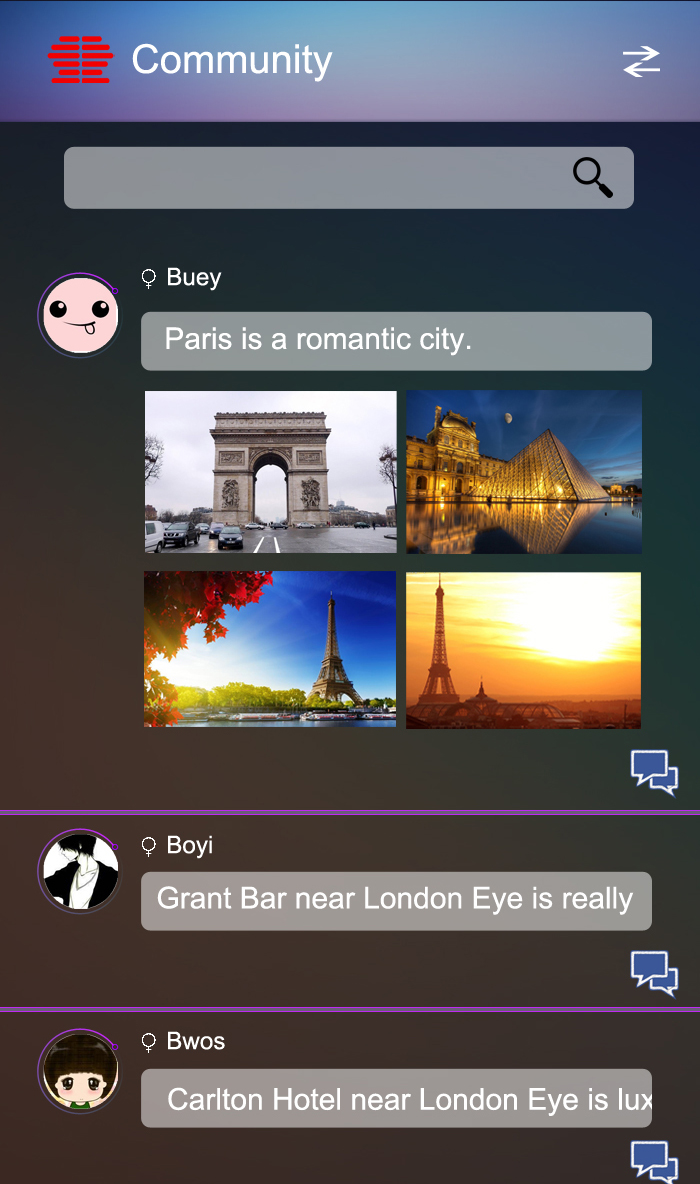 Community
Buey
Paris is a romantic city.
Boyi
Grant Bar near London Eye is really
Bwos
Carlton Hotel near London Eye is lux